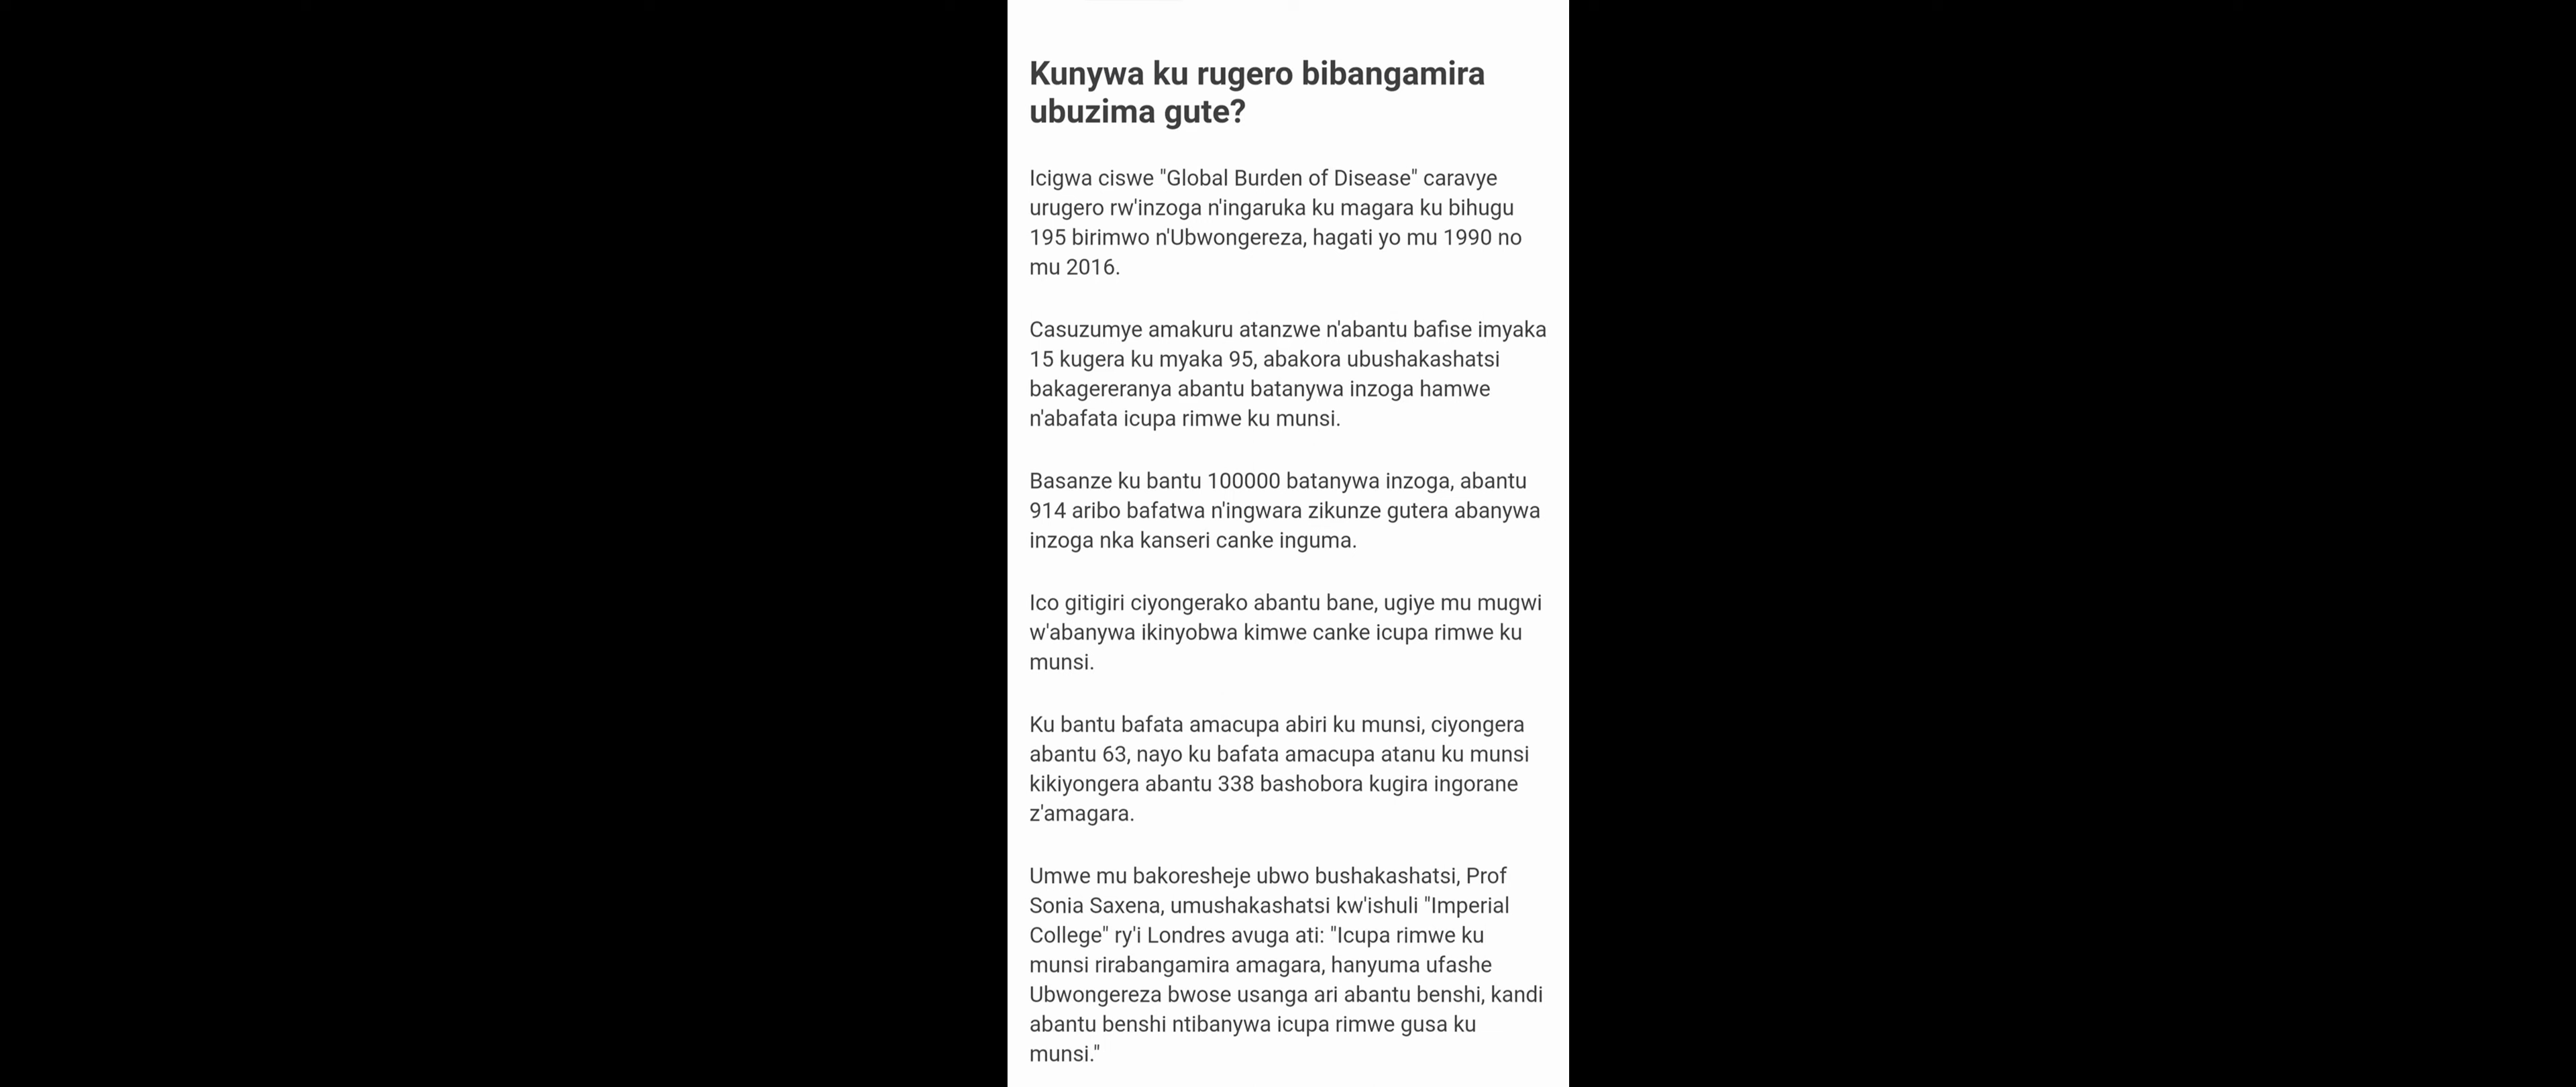 Kunywa ku rugero bibangamira
ubuzima gute?
Icigwa ciswe "Global Burden of Disease" caravye
urugero rw'inzoga n'ingaruka ku magara ku bihugu
195 birimwo n'Ubwongereza, hagati yo mu 1990 no
mu 2016.
Casuzumye amakuru atanzwe n'abantu bafise imyaka
15 kugera ku myaka 95, abakora ubushakashatsi
bakagereranya abantu batanywa inzoga hamwe
n'abafata icupa rimwe ku munsi.
Basanze ku bantu 100000 batanywa inzoga, abantu
914 aribo bafatwa n'ingwara zikunze gutera abanywa
inzoga nka kanseri canke inguma.
Ico gitigiri ciyongerako abantu bane, ugiye mu mugwi
w'abanywa ikinyobwa kimwe canke icupa rimwe ku
munsi.
Ku bantu bafata amacupa abiri ku munsi, ciyongera
abantu 63, nayo ku bafata amacupa atanu ku munsi
kikiyongera abantu 338 bashobora kugira ingorane
z'amagara.
Umwe mu bakoresheje ubwo bushakashatsi, Prof
Sonia Saxena, umushakashatsi kw'ishuli "Imperial
College" ry'i Londres avuga ati: "Icupa rimwe ku
munsi rirabangamira amagara, hanyuma ufashe
Ubwongereza bwose usanga ari abantu benshi, kandi
abantu benshi ntibanywa icupa rimwe gusa ku
munsi."